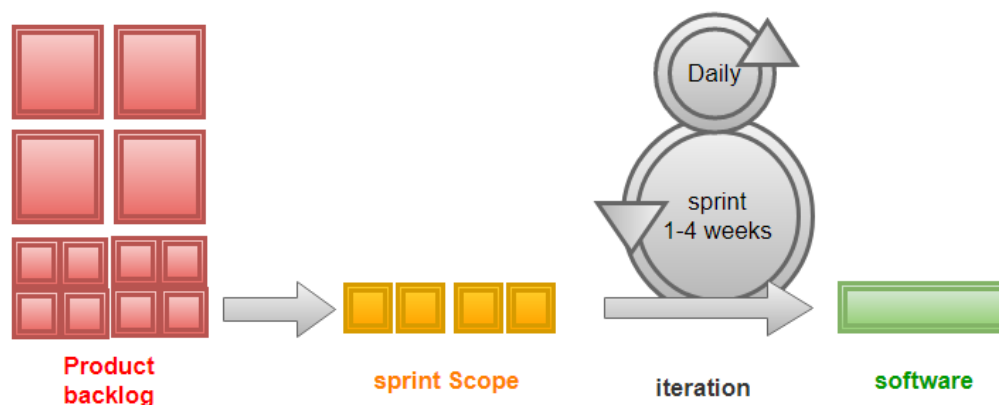 Daily
sprint
1-4 weeks
Product
backlog
sprint Scope
iteration
software